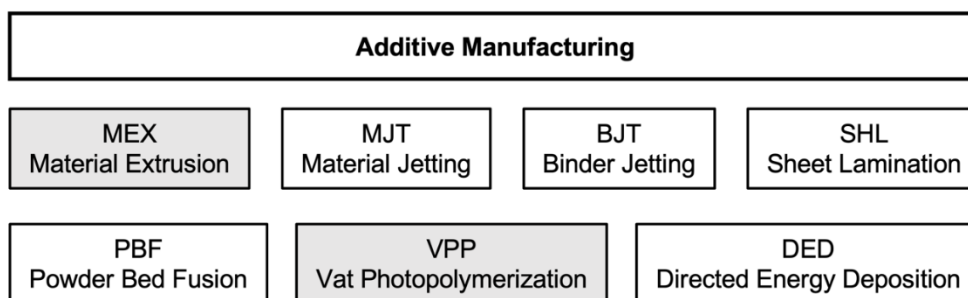 Additive Manufacturing
MEX
Material Extrusion
MJT
Material Jetting
BJT
Binder Jetting
SHL
Sheet Lamination
PBF
Powder Bed Fusion
VPP
Vat Photopolymerization
DED
Directed Energy Deposition